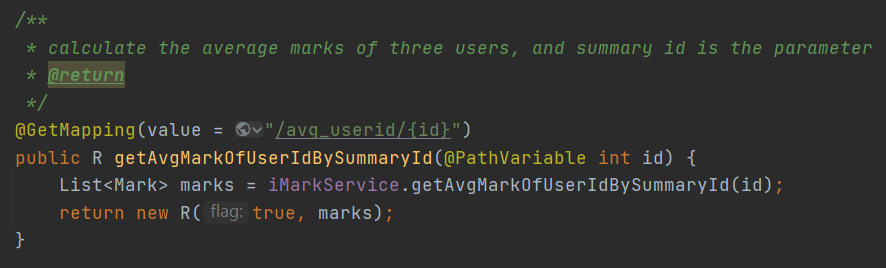 /**
 * calculate the average marks of three users, and summary id is the parameter
 * @return
 */
@GetMapping(value = "/avg_userid/{id}")
public R getAvgMarkOfUserIdBySummaryId(@PathVariable int id) {
    List<Mark> marks = iMarkService.getAvgMarkOfUserIdBySummaryId(id);
    return new R( flag: true, marks);
}